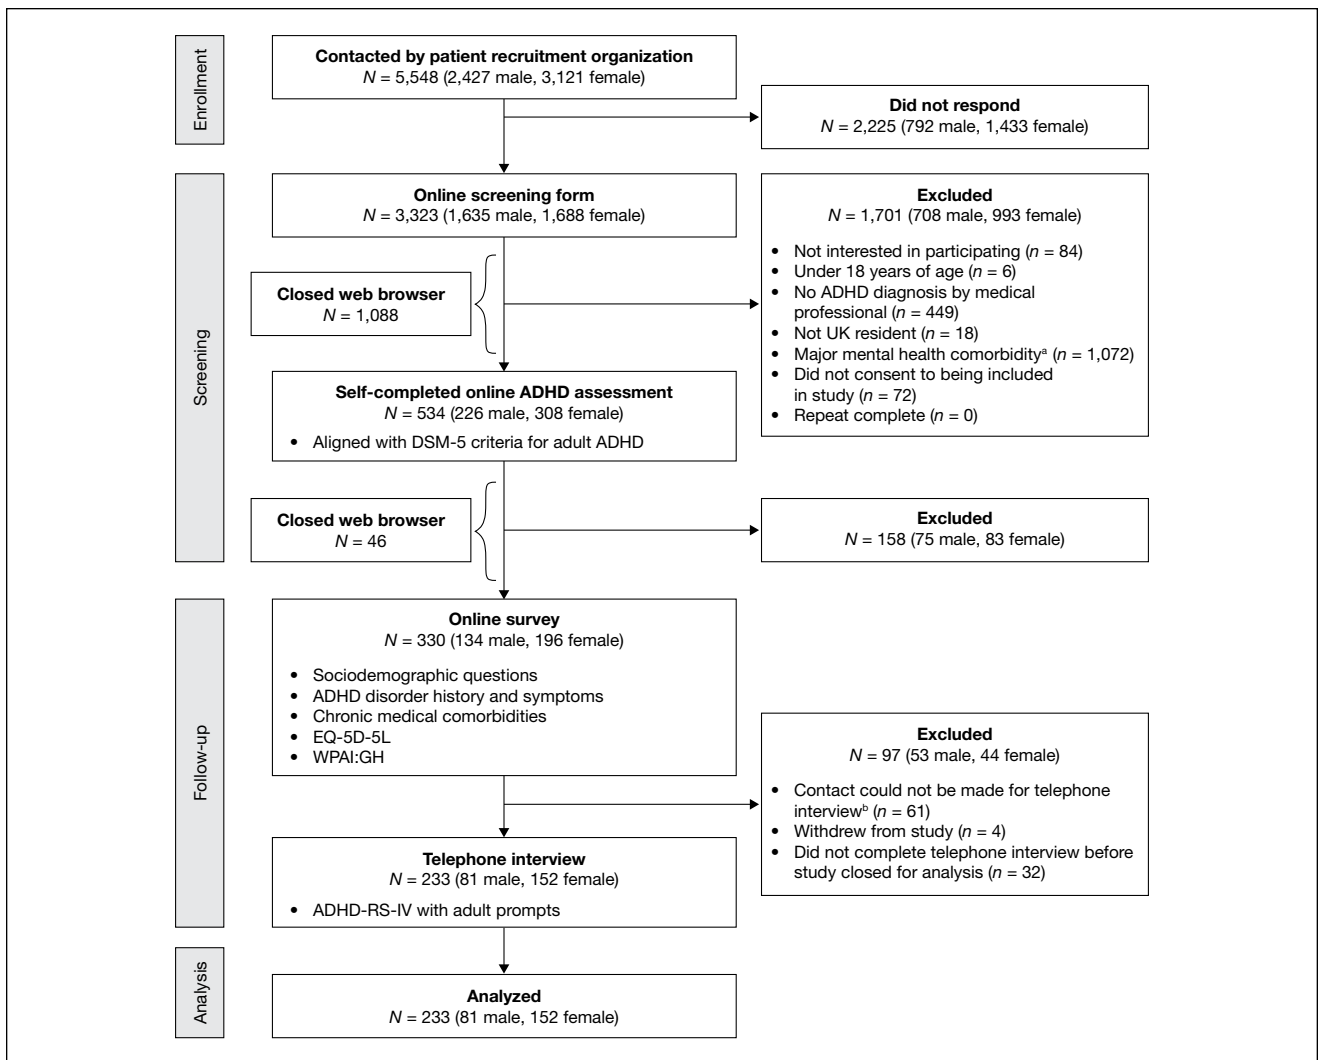 Enrollment
Contacted by patient recruitment organization
N = 5,548 (2,427 male, 3,121 female)
Did not respond
N = 2,225 (792 male, 1,433 female)
Screening
Online screening form
N = 3,323 (1,635 male, 1,688 female)
Excluded
N = 1,701 (708 male, 993 female)
• Not interested in participating (n = 84)
• Under 18 years of age (n = 6)
• No ADHD diagnosis by medical
professional (n = 449)
• Not UK resident (n = 18)
• Major mental health comorbidityᵃ (n = 1,072)
• Did not consent to being included
in study (n = 72)
• Repeat complete (n = 0)
Closed web browser
N = 1,088
Self-completed online ADHD assessment
N = 534 (226 male, 308 female)
• Aligned with DSM-5 criteria for adult ADHD
Closed web browser
N = 46
Excluded
N = 158 (75 male, 83 female)
Follow-up
Online survey
N = 330 (134 male, 196 female)
• Sociodemographic questions
• ADHD disorder history and symptoms
• Chronic medical comorbidities
• EQ-5D-5L
• WPAI:GH
Excluded
N = 97 (53 male, 44 female)
• Contact could not be made for telephone
interviewᵇ (n = 61)
• Withdrew from study (n = 4)
• Did not complete telephone interview before
study closed for analysis (n = 32)
Telephone interview
N = 233 (81 male, 152 female)
• ADHD-RS-IV with adult prompts
Analysis
Analyzed
N = 233 (81 male, 152 female)